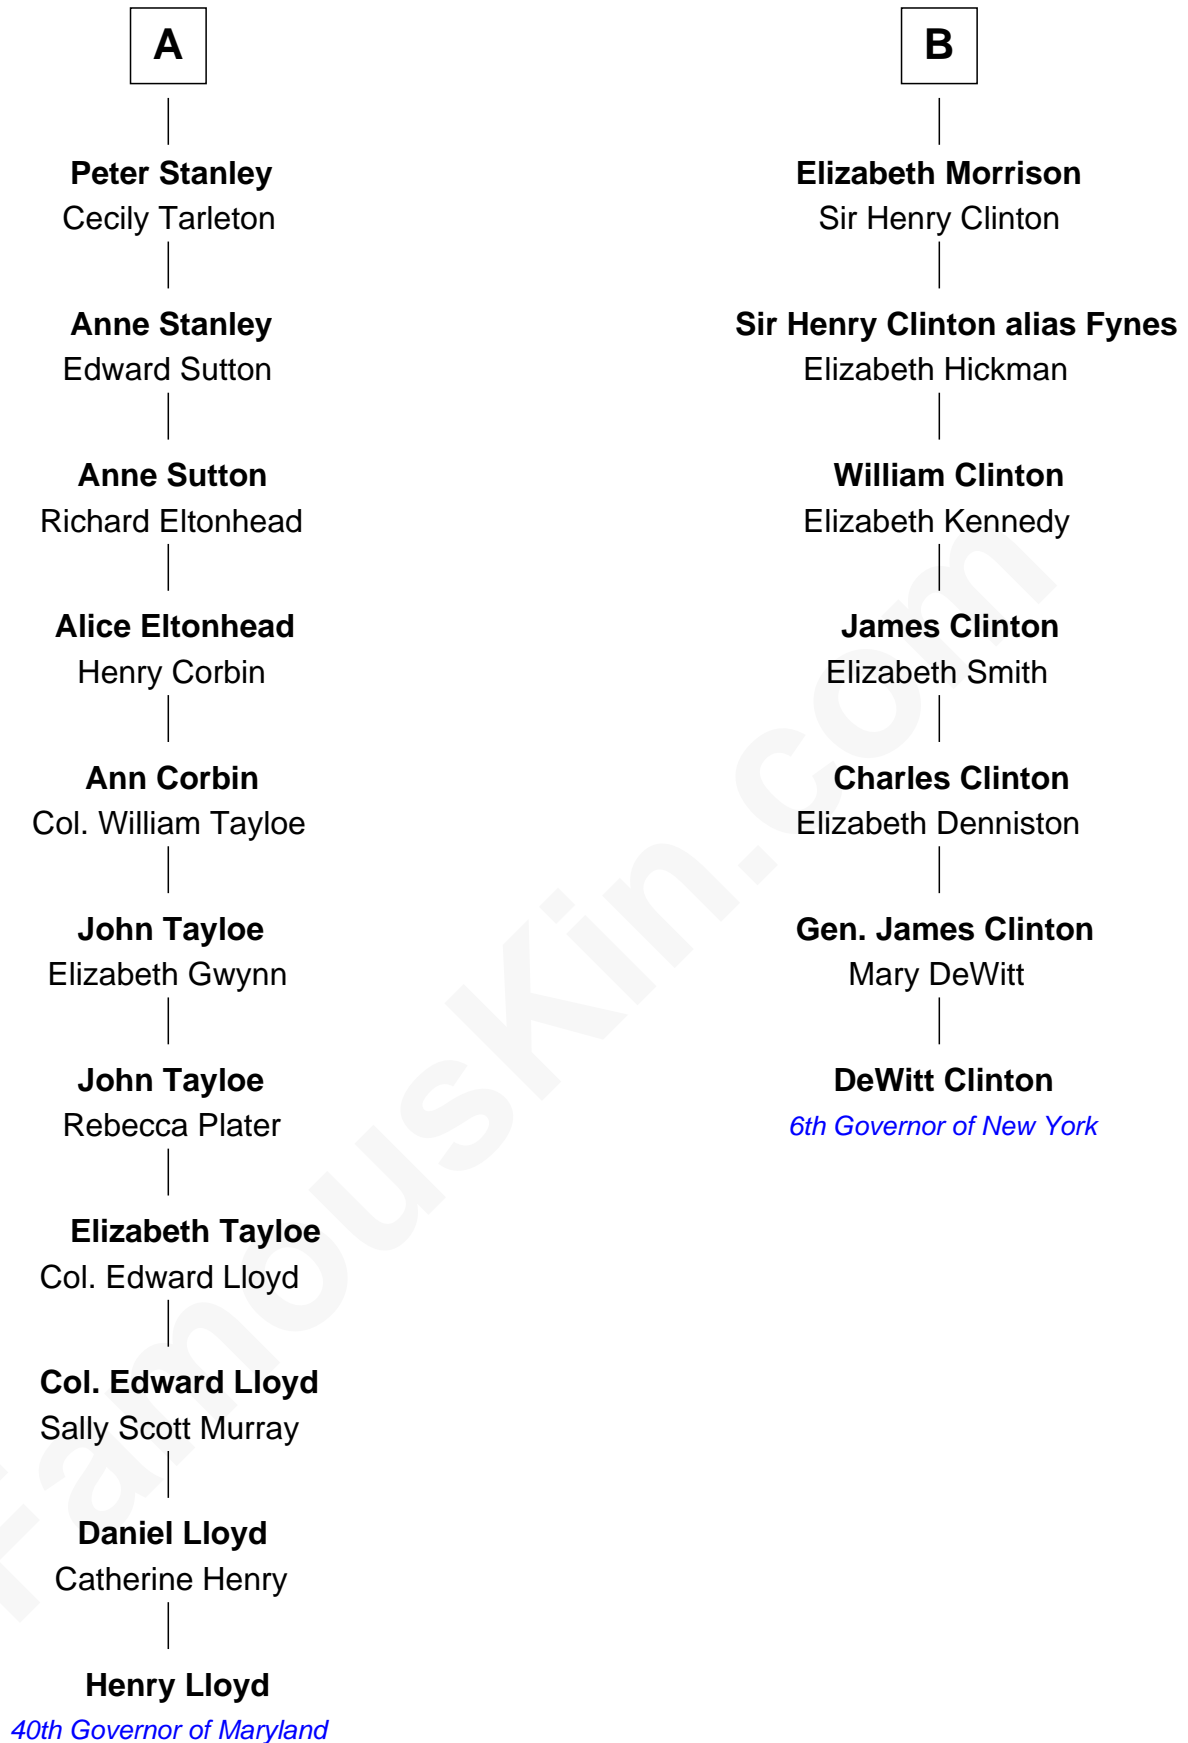 A
Peter Stanley
Cecily Tarleton
Anne Stanley
Edward Sutton
Anne Sutton
Richard Eltonhead
Alice Eltonhead
Henry Corbin
Ann Corbin
Col. William Tayloe
John Tayloe
Elizabeth Gwynn
John Tayloe
Rebecca Plater
Elizabeth Tayloe
Col. Edward Lloyd
Col. Edward Lloyd
Sally Scott Murray
Daniel Lloyd
Catherine Henry
Henry Lloyd
40th Governor of Maryland
B
Elizabeth Morrison
Sir Henry Clinton
Sir Henry Clinton alias Fynes
Elizabeth Hickman
William Clinton
Elizabeth Kennedy
James Clinton
Elizabeth Smith
Charles Clinton
Elizabeth Denniston
Gen. James Clinton
Mary DeWitt
DeWitt Clinton
6th Governor of New York
FamousKin.com